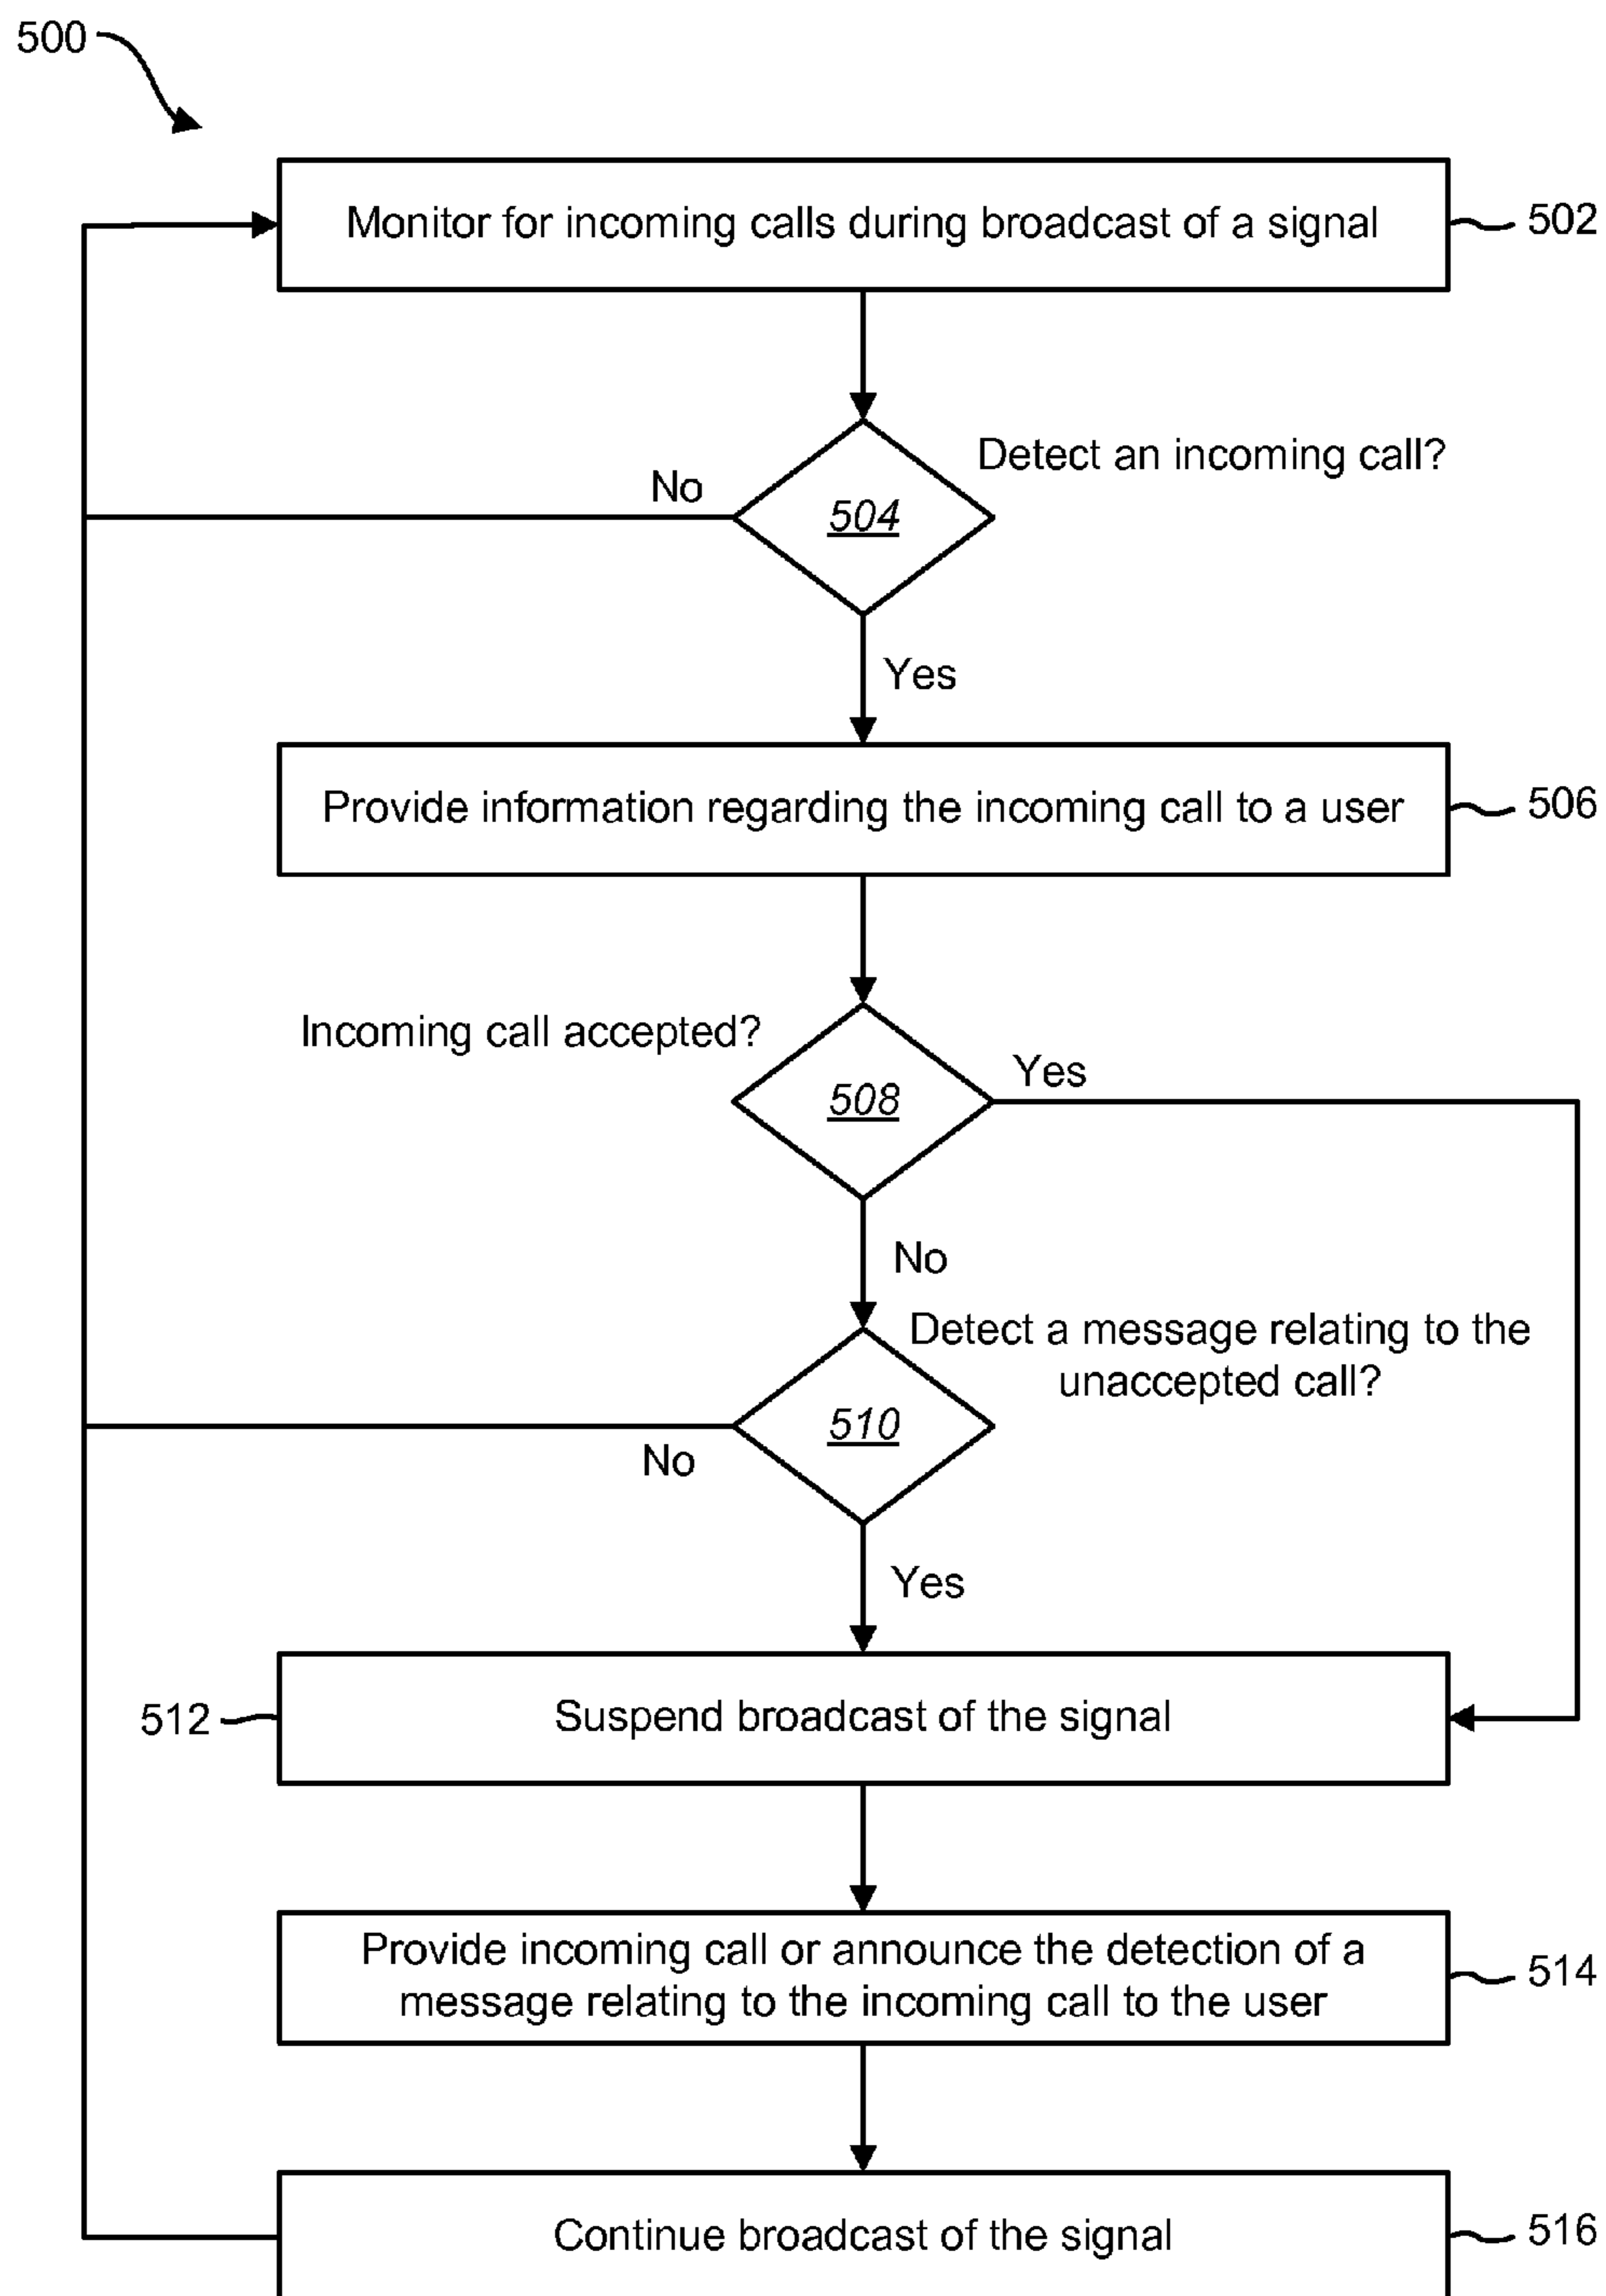 500
Monitor for incoming calls during broadcast of a signal
502
Detect an incoming call?
No
504
Yes
Provide information regarding the incoming call to a user
506
Incoming call accepted?
Yes
508
No
Detect a message relating to the
unaccepted call?
510
No
Yes
512
Suspend broadcast of the signal
Provide incoming call or announce the detection of a
message relating to the incoming call to the user
514
Continue broadcast of the signal
516